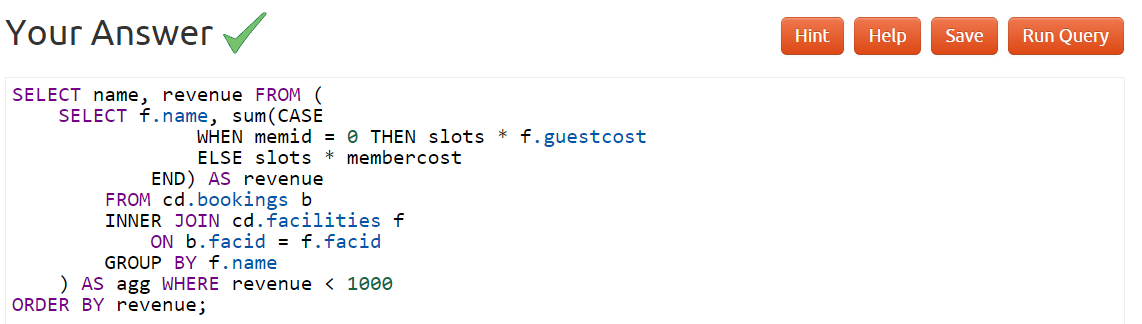 Your Answer
Hint Help Save Run Query
SELECT name, revenue FROM (
    SELECT f.name, sum(CASE
                WHEN memid = 0 THEN slots * f.guestcost
                ELSE slots * membercost
            END) AS revenue
        FROM cd.bookings b
        INNER JOIN cd.facilities f
            ON b.facid = f.facid
        GROUP BY f.name
    ) AS agg WHERE revenue < 1000
ORDER BY revenue;